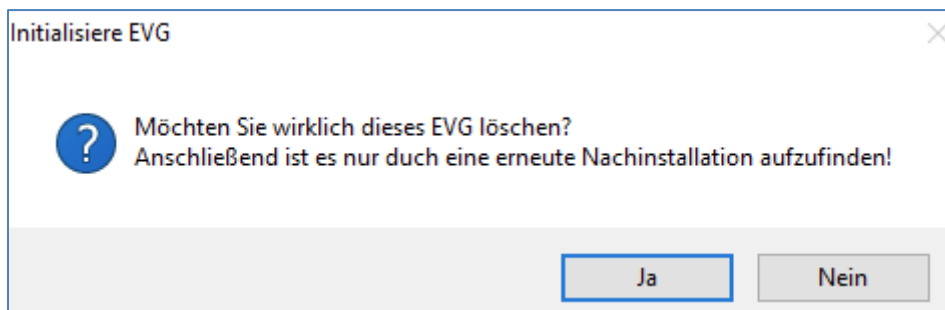 Initialisiere EVG
Möchten Sie wirklich dieses EVG löschen?
Anschließend ist es nur duch eine erneute Nachinstallation aufzufinden!
Ja
Nein